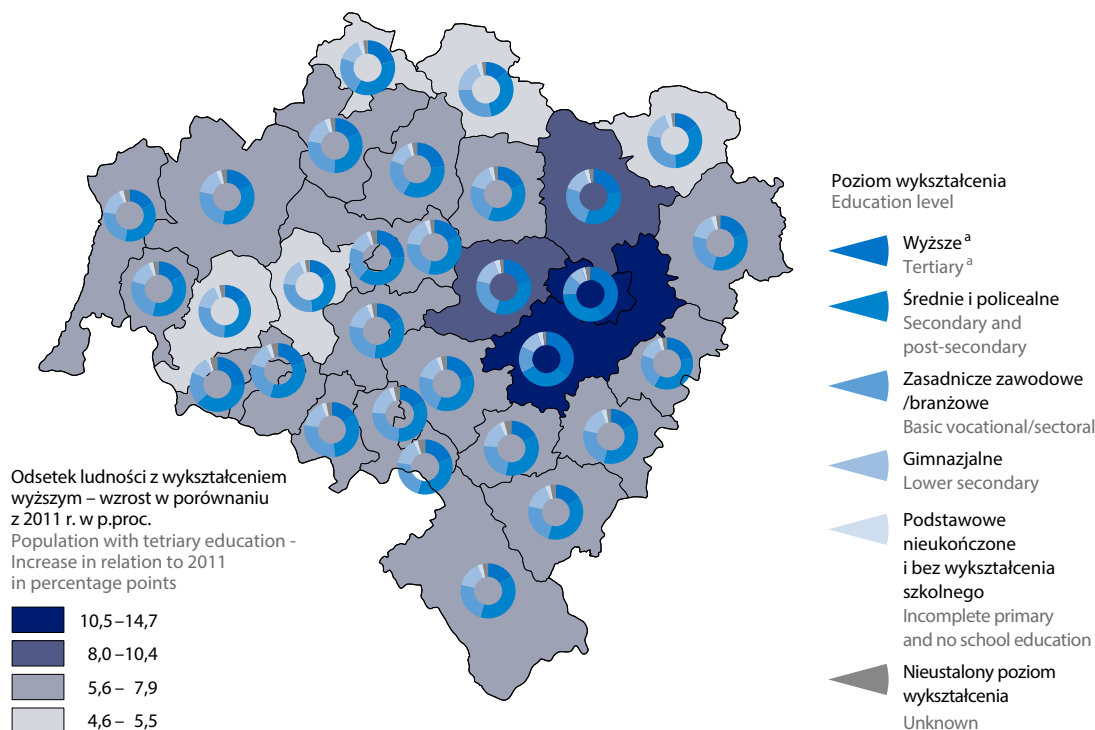 Poziom wykształcenia
Education level
Wyższe a
Tertiary a
Średnie i policealne
Secondary and
post-secondary
Zasadnicze zawodowe
/branżowe
Basic vocational/sectoral
Gimnazjalne
Lower secondary
Podstawowe
nieukończone
i bez wykształcenia
szkolnego
Incomplete primary
and no school education
Nieustalony poziom
wykształcenia
Unknown
Odsetek ludności z wykształceniem
wyższym – wzrost w porównaniu
z 2011 r. w p.proc.
Population with tetriary education -
Increase in relation to 2011
in percentage points
10,5 – 14,7
8,0 – 10,4
5,6 – 7,9
4,6 – 5,5